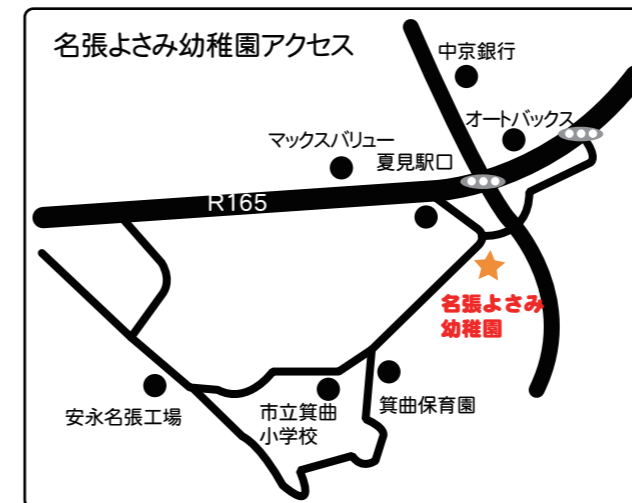 名張よさみ幼稚園アクセス
中京銀行
オートバックス
マックスバリュー
夏見駅口
R165
名張よさみ
幼稚園
安永名張工場
市立箕曲
小学校
箕曲保育園